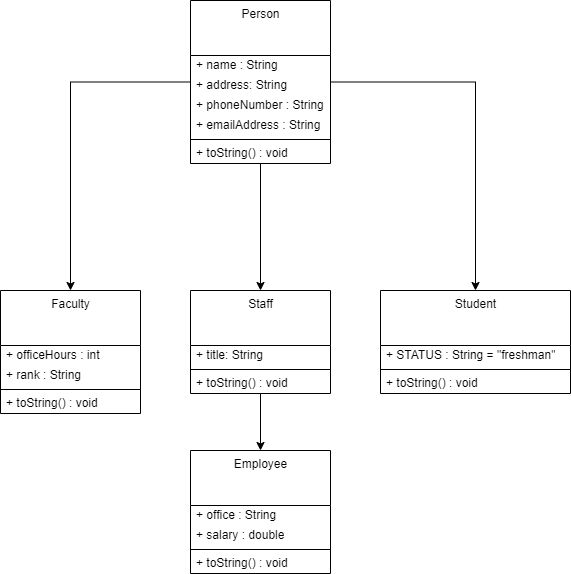 Person
+ name : String
+ address: String
+ phoneNumber : String
+ emailAddress : String
+ toString() : void
Faculty
+ officeHours : int
+ rank : String
+ toString() : void
Staff
+ title: String
+ toString() : void
Student
+ STATUS : String = "freshman"
+ toString() : void
Employee
+ office : String
+ salary : double
+ toString() : void